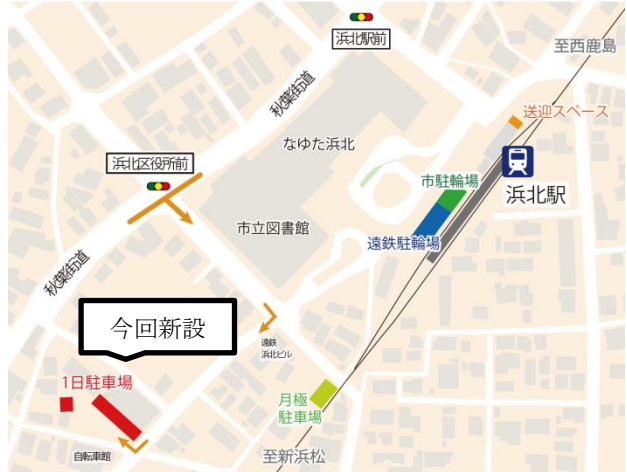 浜北駅前
至西鹿島
秋葉街道
送迎スペース
なゆた浜北
浜北区役所前
市駐輪場
浜北駅
市立図書館
遠鉄駐輪場
秋葉街道
今回新設
遠鉄
浜北ビル
1日駐車場
月極
駐車場
自転車館
至新浜松